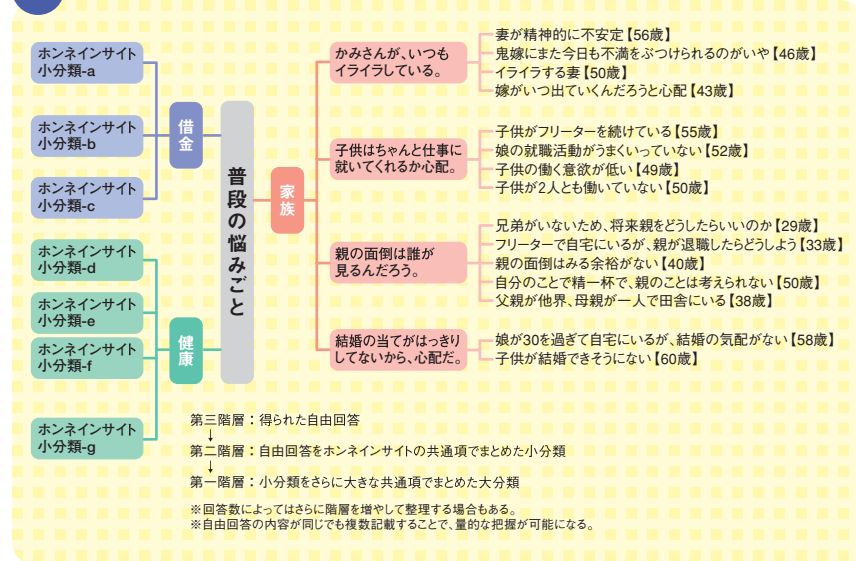 ホンネインサイト
小分類-a
ホンネインサイト
小分類-b
ホンネインサイト
小分類-c
借金
ホンネインサイト
小分類-d
ホンネインサイト
小分類-e
ホンネインサイト
小分類-f
ホンネインサイト
小分類-g
健康
普段の悩みごと
家族
かみさんが、いつも
イライラしている。
妻が精神的に不安定【56歳】
鬼嫁にまた今日も不満をぶつけられるのがいや【46歳】
イライラする妻【50歳】
嫁がいつ出ていくんだろうと心配【43歳】
子供はちゃんと仕事に
就いてくれるか心配。
子供がフリーターを続けている【55歳】
娘の就職活動がうまくいっていない【52歳】
子供の働く意欲が低い【49歳】
子供が2人とも働いていない【50歳】
親の面倒は誰が
見るんだろう。
兄弟がいないため、将来親をどうしたらいいのか【29歳】
フリーターで自宅にいるが、親が退職したらどうしよう【33歳】
親の面倒はみる余裕がない【40歳】
自分のことで精一杯で、親のことは考えられない【50歳】
父親が他界、母親が一人で田舎にいる【38歳】
結婚の当てがはっきり
してないから、心配だ。
娘が30を過ぎて自宅にいるが、結婚の気配がない【58歳】
子供が結婚できそうにない【60歳】
第三階層：得られた自由回答
↓
第二階層：自由回答をホンネインサイトの共通項でまとめた小分類
↓
第一階層：小分類をさらに大きな共通項でまとめた大分類
※回答数によってはさらに階層を増やして整理する場合もある。
※自由回答の内容が同じでも複数記載することで、量的な把握が可能になる。